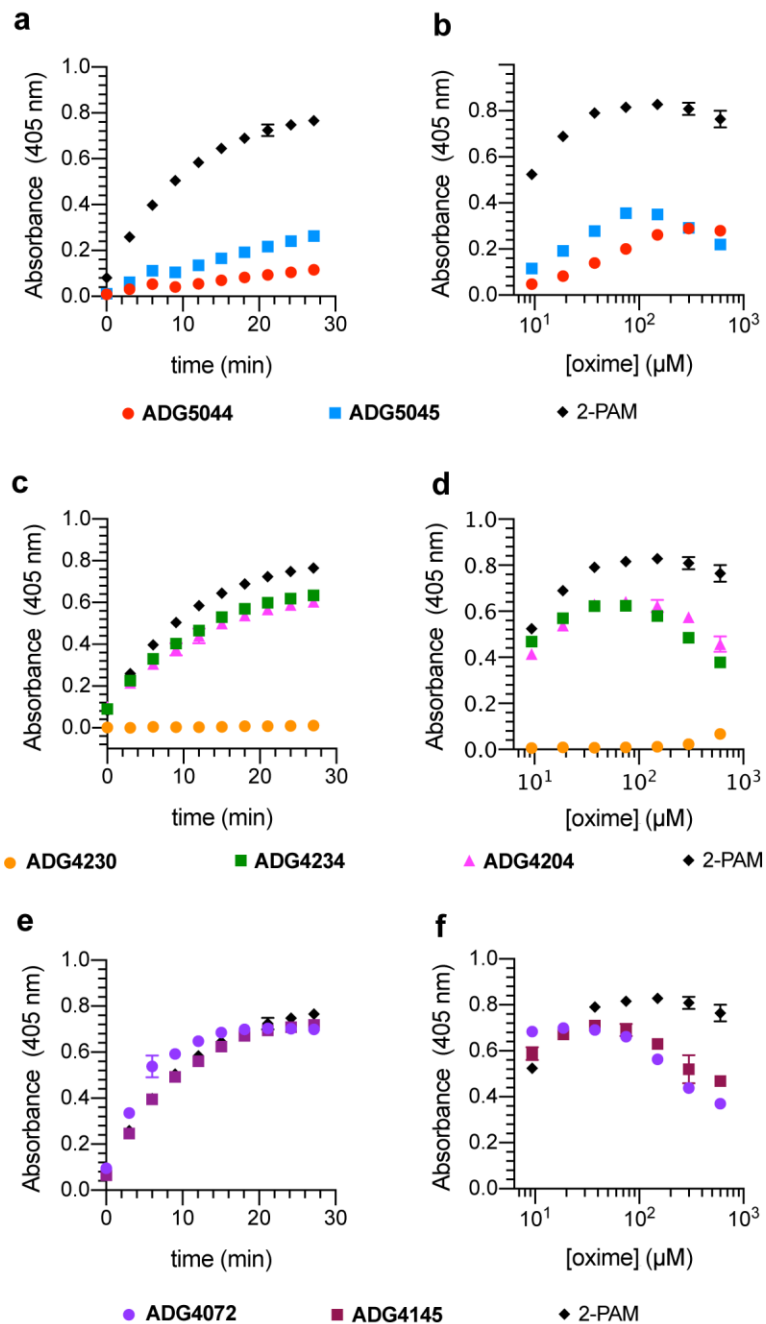 a
b
1.0
0.8
0.6
0.4
0.2
0.0
Absorbance (405 nm)
0 10 20 30
time (min)
0.8
0.6
0.4
0.2
0.0
Absorbance (405 nm)
10¹ 10² 10³
[oxime] (µM)
ADG5044 ADG5045 2-PAM
c
d
1.0
0.8
0.6
0.4
0.2
0.0
Absorbance (405 nm)
0 10 20 30
time (min)
1.0
0.8
0.6
0.4
0.2
0.0
Absorbance (405 nm)
10¹ 10² 10³
[oxime] (µM)
ADG4230 ADG4234 ADG4204 2-PAM
e
f
1.0
0.8
0.6
0.4
0.2
0.0
Absorbance (405 nm)
0 10 20 30
time (min)
1.0
0.8
0.6
0.4
0.2
0.0
Absorbance (405 nm)
10¹ 10² 10³
[oxime] (µM)
ADG4072 ADG4145 2-PAM